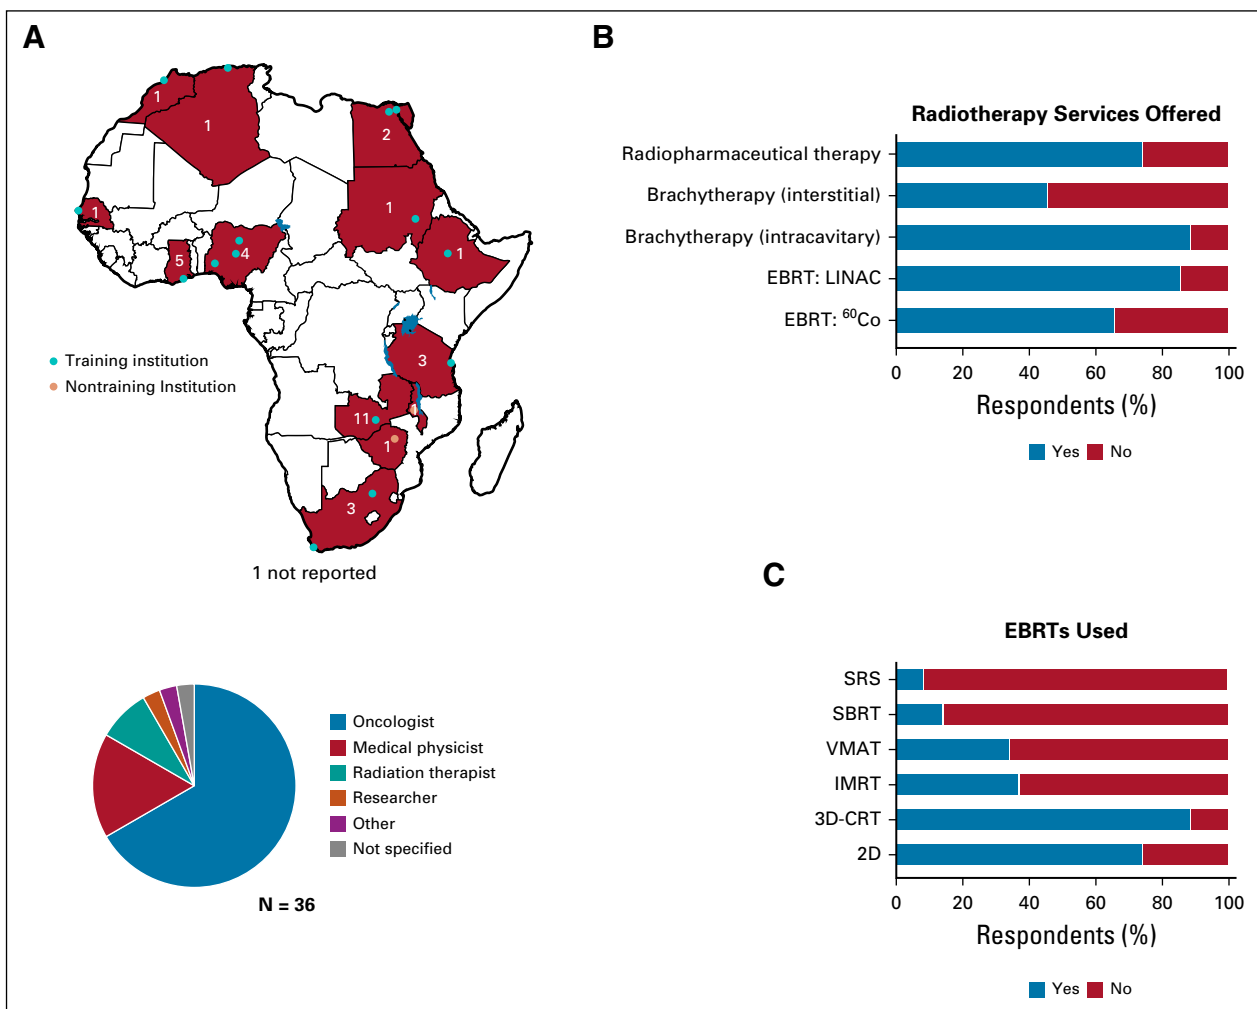 A
1
1
2
1
1
1
5
4
3
1
11
1
3
Training institution
Nontraining Institution
1 not reported
Oncologist
Medical physicist
Radiation therapist
Researcher
Other
Not specified
N = 36
B
Radiotherapy Services Offered
Radiopharmaceutical therapy
Brachytherapy (interstitial)
Brachytherapy (intracavitary)
EBRT: LINAC
EBRT: ⁶⁰Co
0 20 40 60 80 100
Respondents (%)
Yes No
C
EBRTs Used
SRS
SBRT
VMAT
IMRT
3D-CRT
2D
0 20 40 60 80 100
Respondents (%)
Yes No